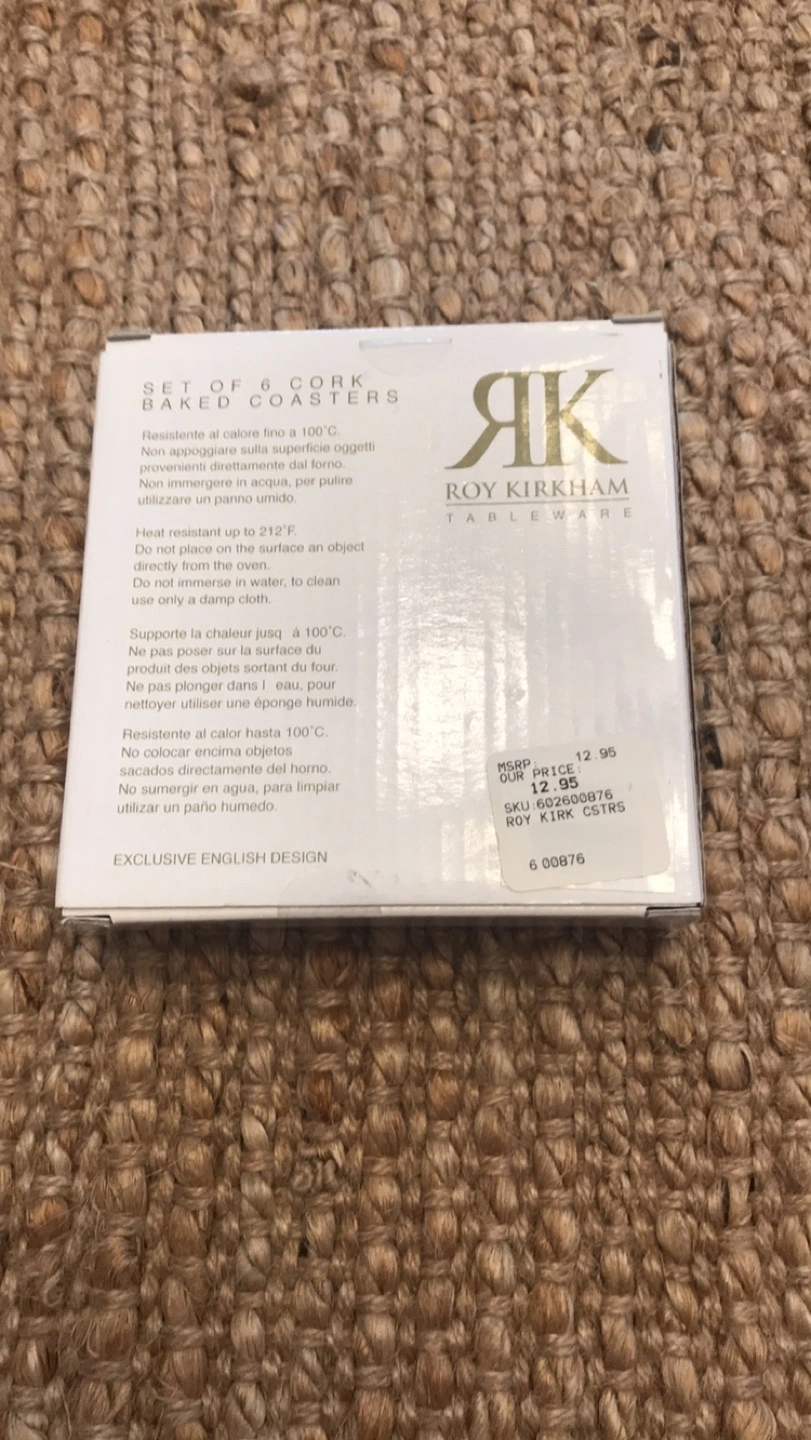 SET OF 6 CORK
BAKED COASTERS
Resistente al calore fino a 100°C.
Non appoggiare sulla superficie oggetti
provenienti direttamente dal forno.
Non immergere in acqua, per pulire
utilizzare un panno umido.
Heat resistant up to 212°F.
Do not place on the surface an object
directly from the oven.
Do not immerse in water, to clean
use only a damp cloth.
Supporte la chaleur jusq á 100°C.
Ne pas poser sur la surface du
produit des objets sortant du four.
Ne pas plonger dans l eau, pour
nettoyer utiliser une éponge humide.
Resistente al calor hasta 100°C.
No colocar encima objetos
sacados directamente del horno.
No sumergir en agua, para limpiar
utilizar un paño humedo.
EXCLUSIVE ENGLISH DESIGN
RK
ROY KIRKHAM
TABLEWARE
MSRP: 12.95
OUR PRICE:
12.95
SKU:602600876
ROY KIRK CSTRS
6 00876